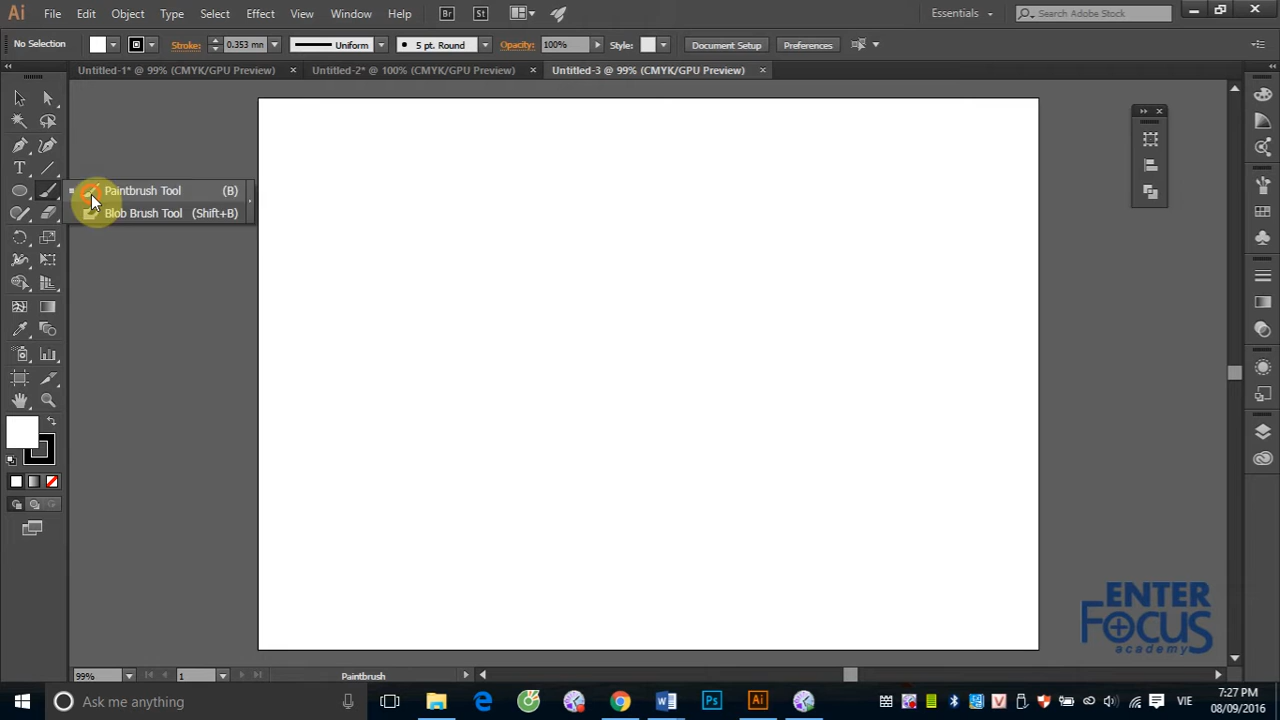 Ai File Edit Object Type Select Effect View Window Help Br St Essentials Search Adobe Stock
No Selection Stroke: 0.353 mn Uniform 5 pt. Round Opacity: 100% Style: Document Setup Preferences
Untitled-1* @ 99% (CMYK/GPU Preview) Untitled-2* @ 100% (CMYK/GPU Preview) Untitled-3 @ 99% (CMYK/GPU Preview)
Paintbrush Tool (B)
Blob Brush Tool (Shift+B)
ENTER
FOCUS
academy
99% 1 Paintbrush
Ask me anything Ps Ai VIE 7:27 PM
08/09/2016